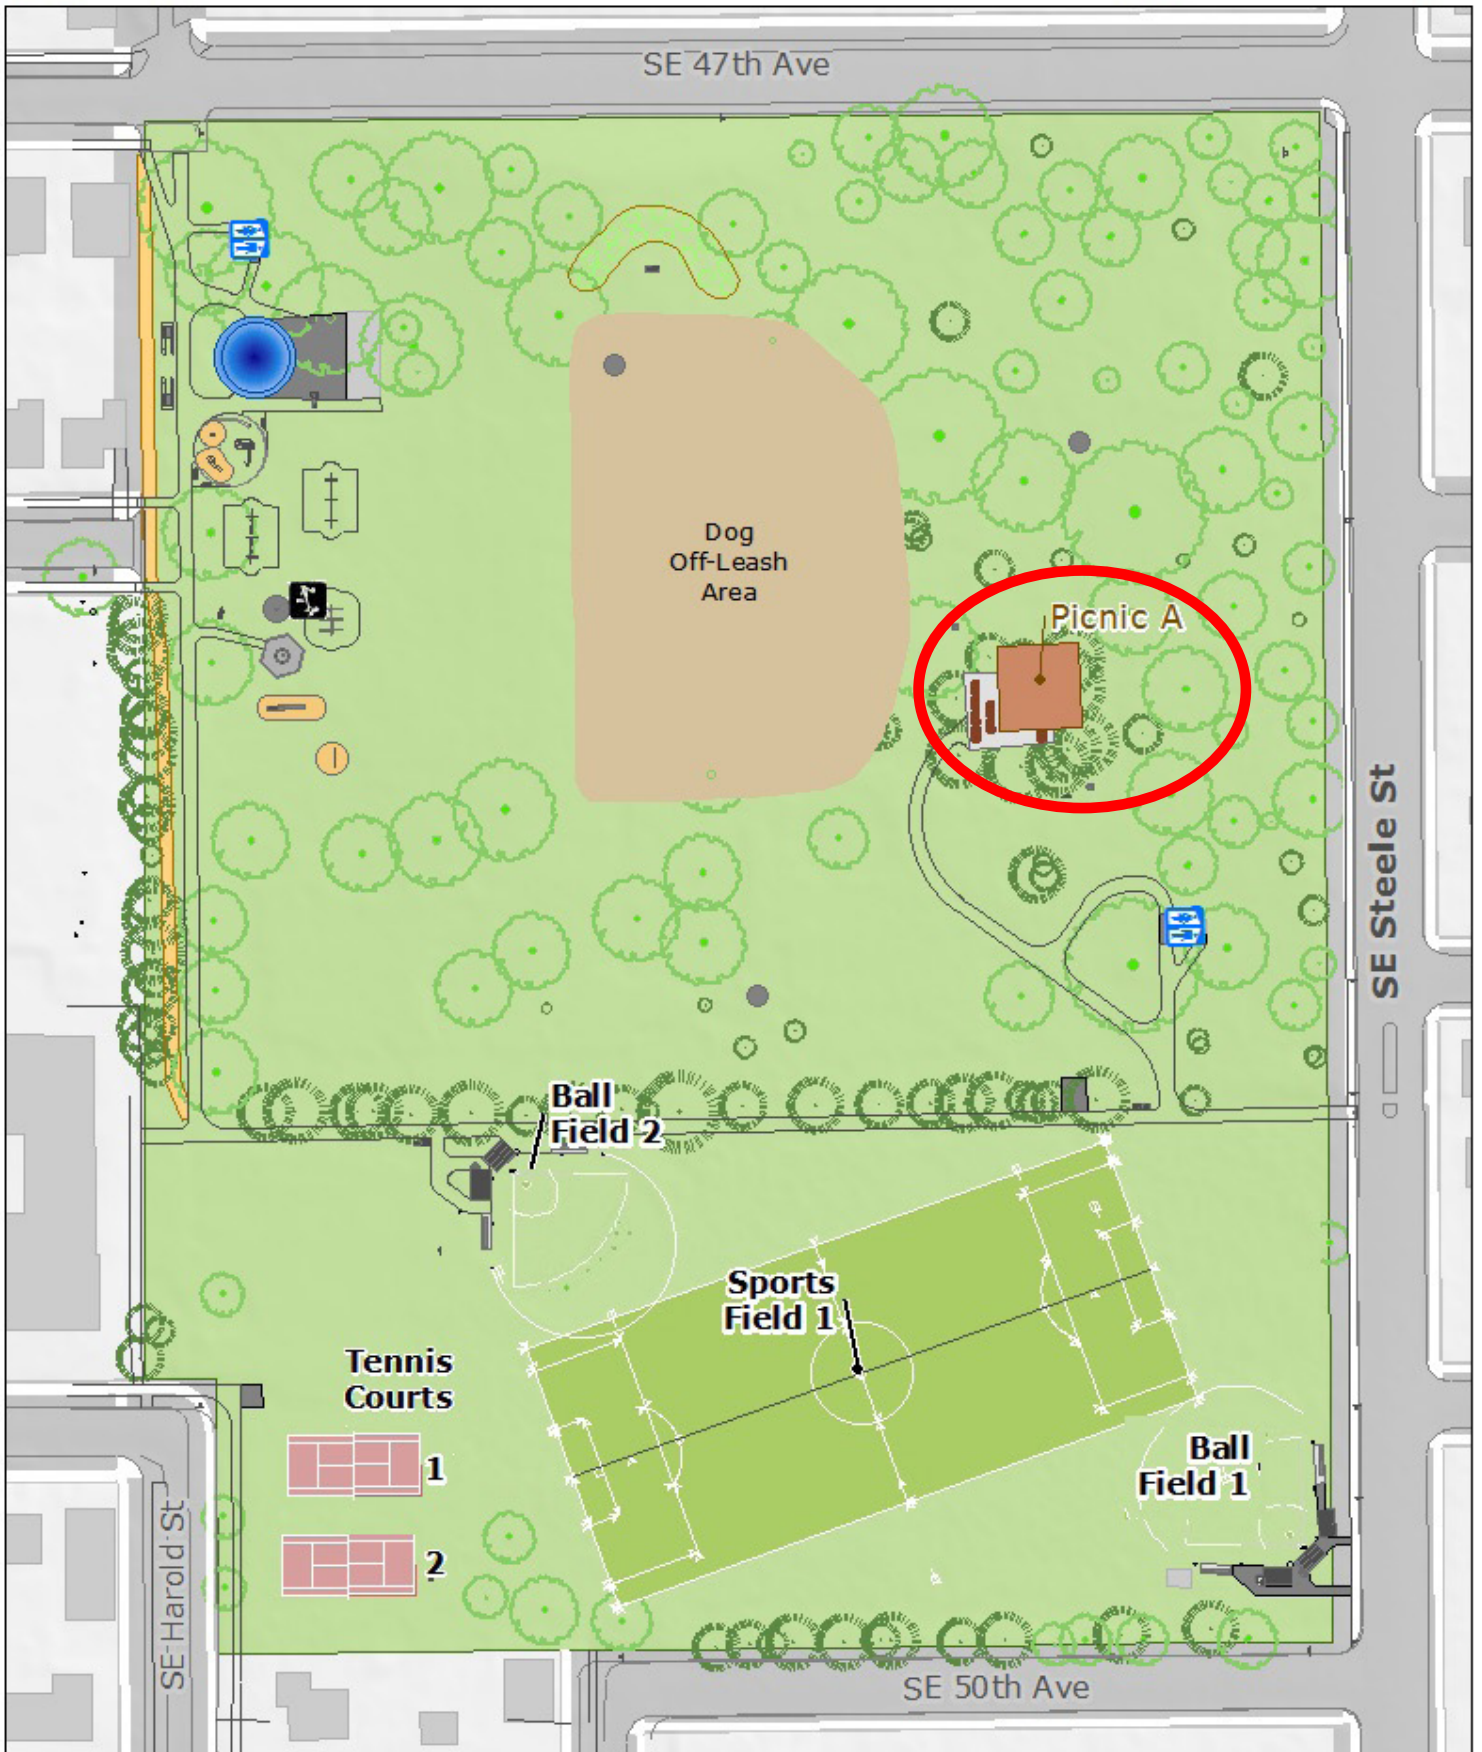 SE 47th Ave
Dog
Off-Leash
Area
Picnic A
SE Steele St
Ball
Field 2
Sports
Field 1
Tennis
Courts
1
2
Ball
Field 1
SE Harold St
SE 50th Ave